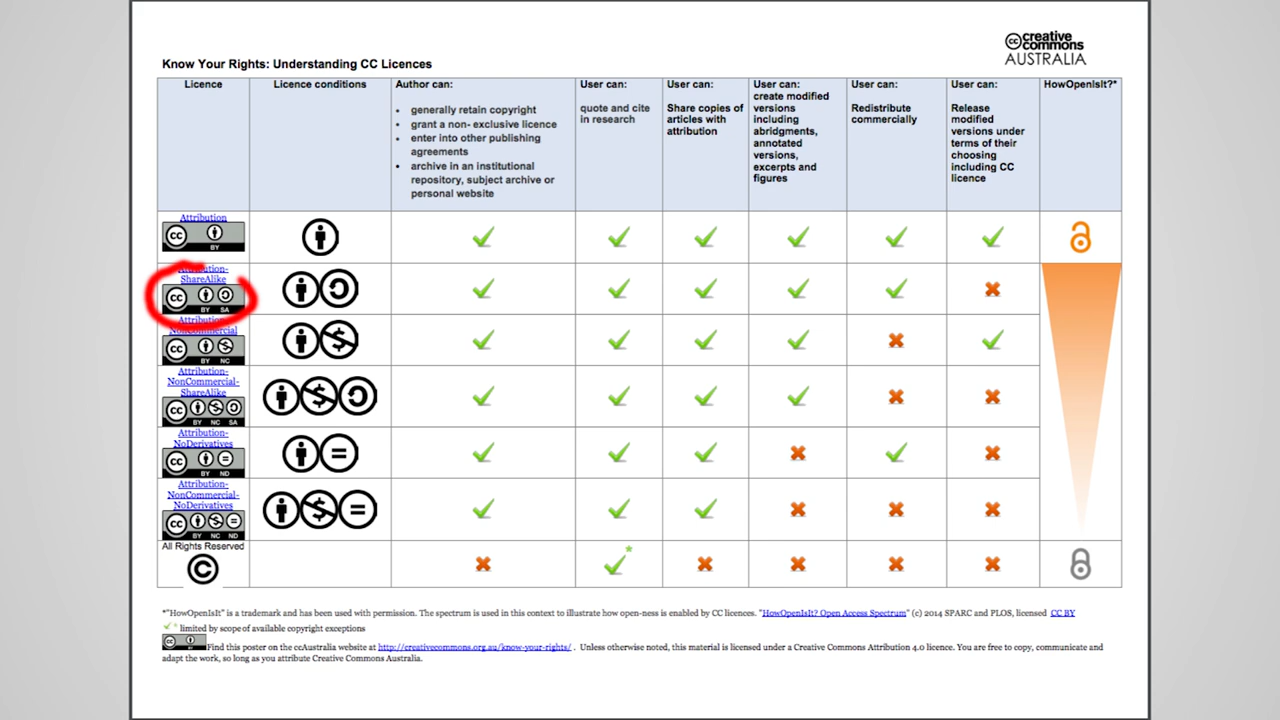 creative
commons
AUSTRALIA
Know Your Rights: Understanding CC Licences
Licence
Licence conditions
Author can:
• generally retain copyright
• grant a non- exclusive licence
• enter into other publishing
agreements
• archive in an institutional
repository, subject archive or
personal website
User can:
quote and cite
in research
User can:
Share copies of
articles with
attribution
User can:
create modified
versions
including
abridgments,
annotated
versions,
excerpts and
figures
User can:
Redistribute
commercially
User can:
Release
modified
versions under
terms of their
choosing
including CC
licence
HowOpenIsIt?*
Attribution
CC
BY
Attribution-
ShareAlike
CC
BY SA
Attribution-
NonCommercial
CC
BY NC
Attribution-
NonCommercial-
ShareAlike
CC
BY NC SA
Attribution-
NoDerivatives
CC
BY ND
Attribution-
NonCommercial-
NoDerivatives
CC
BY NC ND
All Rights Reserved
©
*
*"HowOpenIsIt" is a trademark and has been used with permission. The spectrum is used in this context to illustrate how open-ness is enabled by CC licences. "HowOpenIsIt? Open Access Spectrum" (c) 2014 SPARC and PLOS, licensed CC BY
* limited by scope of available copyright exceptions
Find this poster on the ccAustralia website at http://creativecommons.org.au/know-your-rights/ . Unless otherwise noted, this material is licensed under a Creative Commons Attribution 4.0 licence. You are free to copy, communicate and
adapt the work, so long as you attribute Creative Commons Australia.